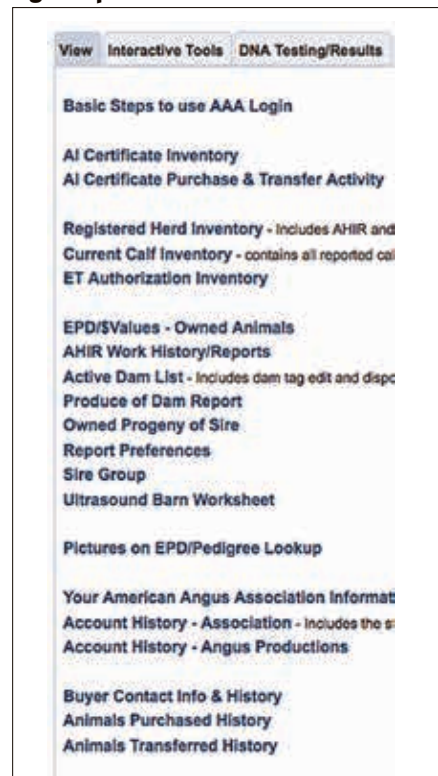 View Interactive Tools DNA Testing/Results
Basic Steps to use AAA Login
AI Certificate Inventory
AI Certificate Purchase & Transfer Activity
Registered Herd Inventory - Includes AHIR and
Current Calf Inventory - contains all reported cal
ET Authorization Inventory
EPD/$Values - Owned Animals
AHIR Work History/Reports
Active Dam List - Includes dam tag edit and dispo
Produce of Dam Report
Owned Progeny of Sire
Report Preferences
Sire Group
Ultrasound Barn Worksheet
Pictures on EPD/Pedigree Lookup
Your American Angus Association Informat
Account History - Association - Includes the s
Account History - Angus Productions
Buyer Contact Info & History
Animals Purchased History
Animals Transferred History